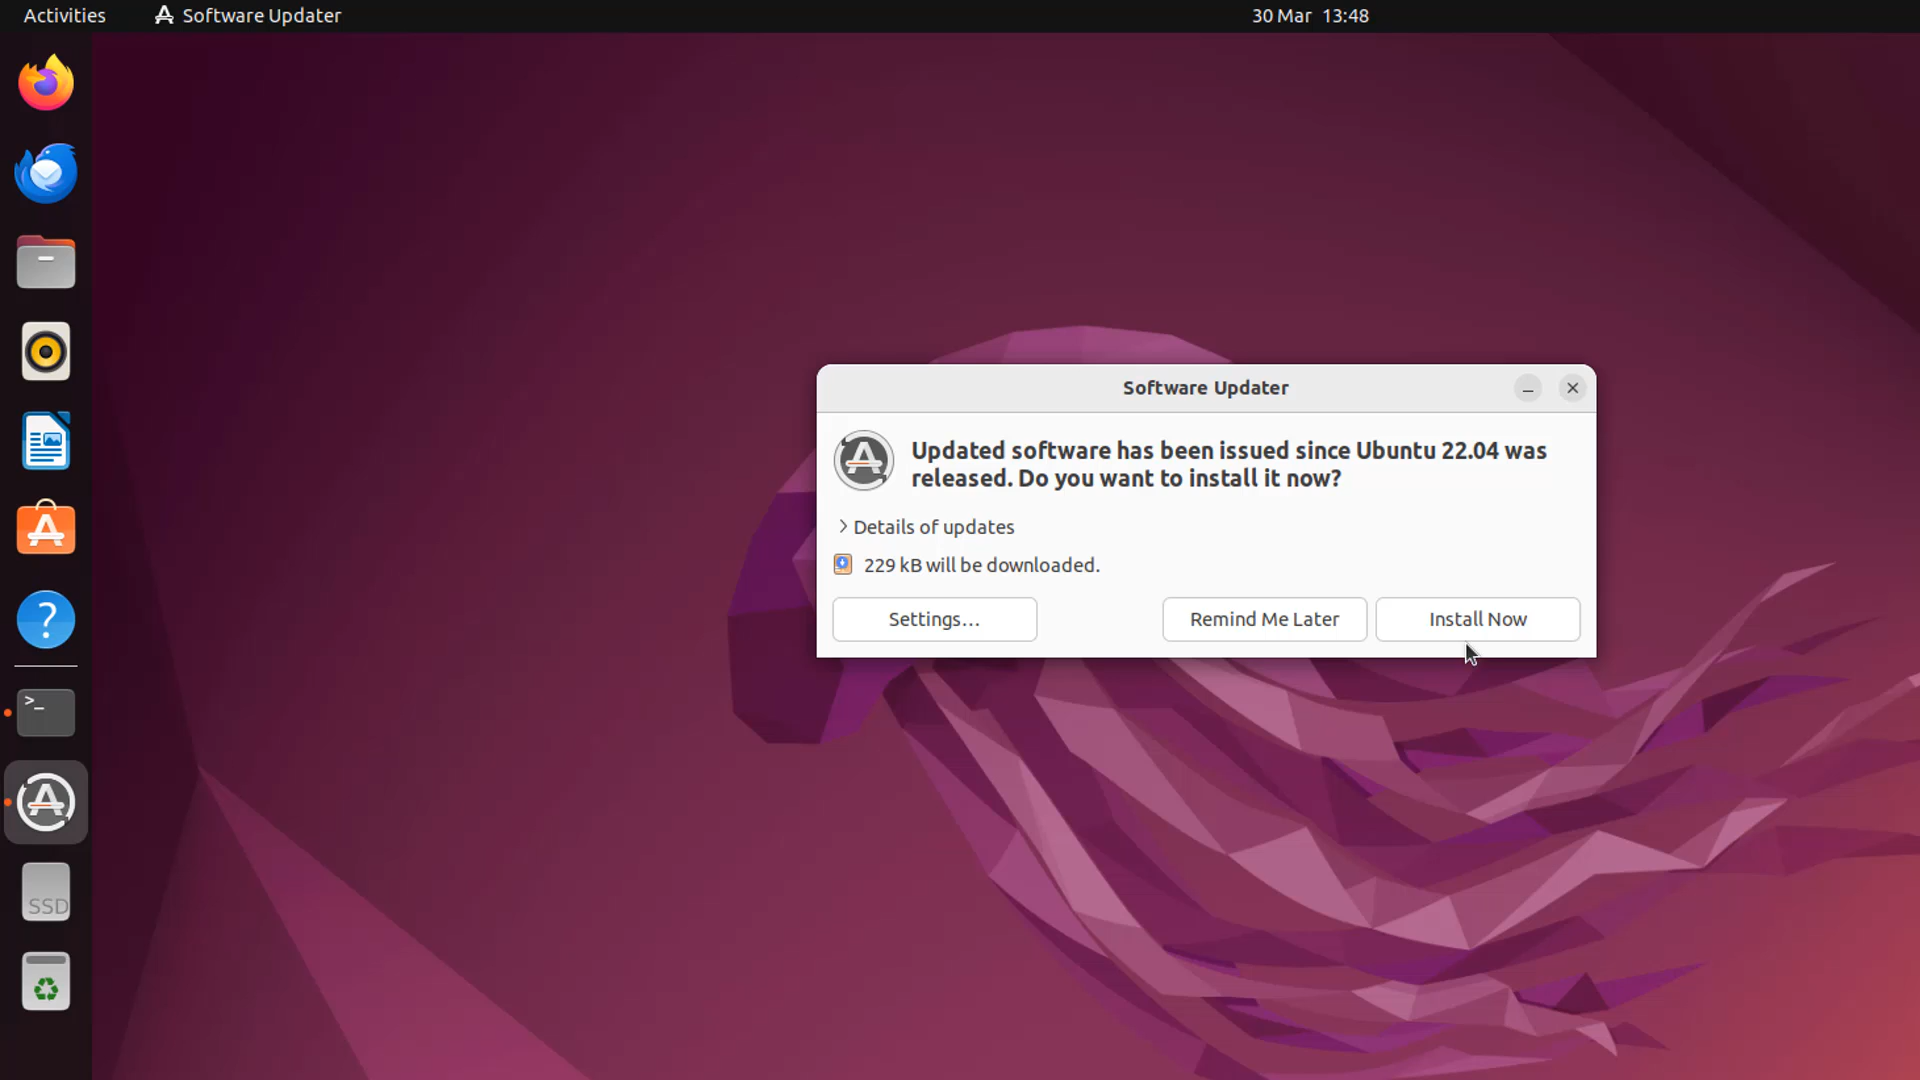 Activities
Software Updater
30 Mar 13:48
Software Updater
Updated software has been issued since Ubuntu 22.04 was
released. Do you want to install it now?
Details of updates
229 kB will be downloaded.
Settings…
Remind Me Later
Install Now
>_
SSD